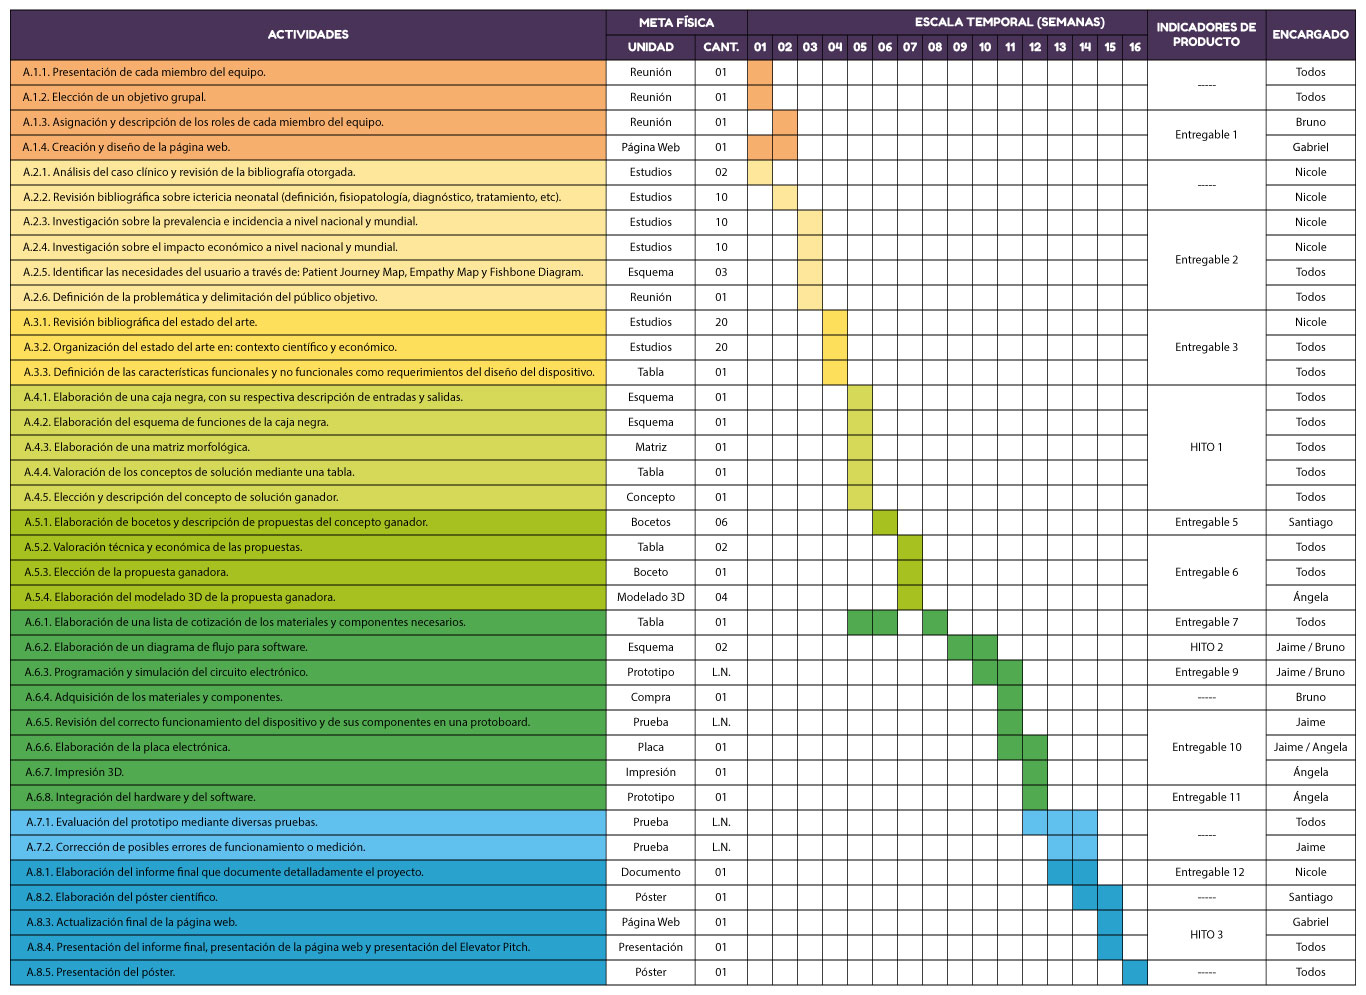 ACTIVIDADES META FÍSICA ESCALA TEMPORAL (SEMANAS) INDICADORES DE PRODUCTO ENCARGADO
UNIDAD CANT. 01 02 03 04 05 06 07 08 09 10 11 12 13 14 15 16
A.1.1. Presentación de cada miembro del equipo. Reunión 01 ----- Todos
A.1.2. Elección de un objetivo grupal. Reunión 01 Todos
A.1.3. Asignación y descripción de los roles de cada miembro del equipo. Reunión 01 Entregable 1 Bruno
A.1.4. Creación y diseño de la página web. Página Web 01 Gabriel
A.2.1. Análisis del caso clínico y revisión de la bibliografía otorgada. Estudios 02 ----- Nicole
A.2.2. Revisión bibliográfica sobre ictericia neonatal (definición, fisiopatología, diagnóstico, tratamiento, etc). Estudios 10 Nicole
A.2.3. Investigación sobre la prevalencia e incidencia a nivel nacional y mundial. Estudios 10 Nicole
A.2.4. Investigación sobre el impacto económico a nivel nacional y mundial. Estudios 10 Entregable 2 Nicole
A.2.5. Identificar las necesidades del usuario a través de: Patient Journey Map, Empathy Map y Fishbone Diagram. Esquema 03 Todos
A.2.6. Definición de la problemática y delimitación del público objetivo. Reunión 01 Todos
A.3.1. Revisión bibliográfica del estado del arte. Estudios 20 Nicole
A.3.2. Organización del estado del arte en: contexto científico y económico. Estudios 20 Entregable 3 Todos
A.3.3. Definición de las características funcionales y no funcionales como requerimientos del diseño del dispositivo. Tabla 01 Todos
A.4.1. Elaboración de una caja negra, con su respectiva descripción de entradas y salidas. Esquema 01 Todos
A.4.2. Elaboración del esquema de funciones de la caja negra. Esquema 01 Todos
A.4.3. Elaboración de una matriz morfológica. Matriz 01 HITO 1 Todos
A.4.4. Valoración de los conceptos de solución mediante una tabla. Tabla 01 Todos
A.4.5. Elección y descripción del concepto de solución ganador. Concepto 01 Todos
A.5.1. Elaboración de bocetos y descripción de propuestas del concepto ganador. Bocetos 06 Entregable 5 Santiago
A.5.2. Valoración técnica y económica de las propuestas. Tabla 02 Todos
A.5.3. Elección de la propuesta ganadora. Boceto 01 Entregable 6 Todos
A.5.4. Elaboración del modelado 3D de la propuesta ganadora. Modelado 3D 04 Ángela
A.6.1. Elaboración de una lista de cotización de los materiales y componentes necesarios. Tabla 01 Entregable 7 Todos
A.6.2. Elaboración de un diagrama de flujo para software. Esquema 02 HITO 2 Jaime / Bruno
A.6.3. Programación y simulación del circuito electrónico. Prototipo L.N. Entregable 9 Jaime / Bruno
A.6.4. Adquisición de los materiales y componentes. Compra 01 ----- Bruno
A.6.5. Revisión del correcto funcionamiento del dispositivo y de sus componentes en una protoboard. Prueba L.N. Jaime
A.6.6. Elaboración de la placa electrónica. Placa 01 Entregable 10 Jaime / Angela
A.6.7. Impresión 3D. Impresión 01 Ángela
A.6.8. Integración del hardware y del software. Prototipo 01 Entregable 11 Ángela
A.7.1. Evaluación del prototipo mediante diversas pruebas. Prueba L.N. ----- Todos
A.7.2. Corrección de posibles errores de funcionamiento o medición. Prueba L.N. Jaime
A.8.1. Elaboración del informe final que documente detalladamente el proyecto. Documento 01 Entregable 12 Nicole
A.8.2. Elaboración del póster científico. Póster 01 ----- Santiago
A.8.3. Actualización final de la página web. Página Web 01 HITO 3 Gabriel
A.8.4. Presentación del informe final, presentación de la página web y presentación del Elevator Pitch. Presentación 01 Todos
A.8.5. Presentación del póster. Póster 01 ----- Todos